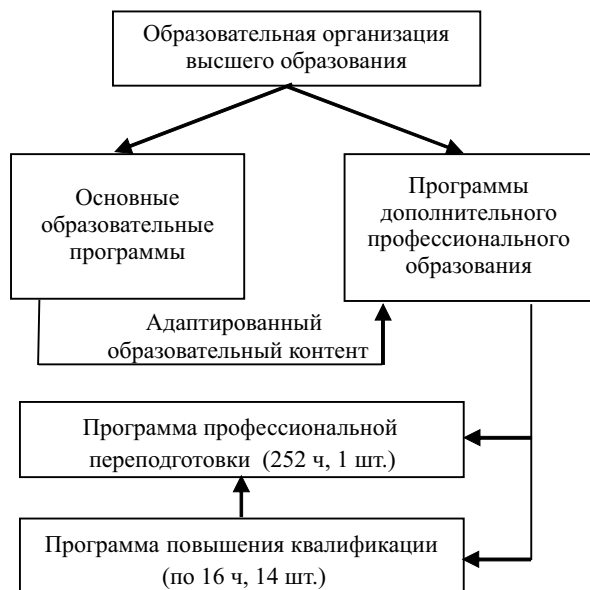 Образовательная организация
высшего образования
Основные
образовательные
программы
Программы
дополнительного
профессионального
образования
Адаптированный
образовательный контент
Программа профессиональной
переподготовки (252 ч, 1 шт.)
Программа повышения квалификации
(по 16 ч, 14 шт.)